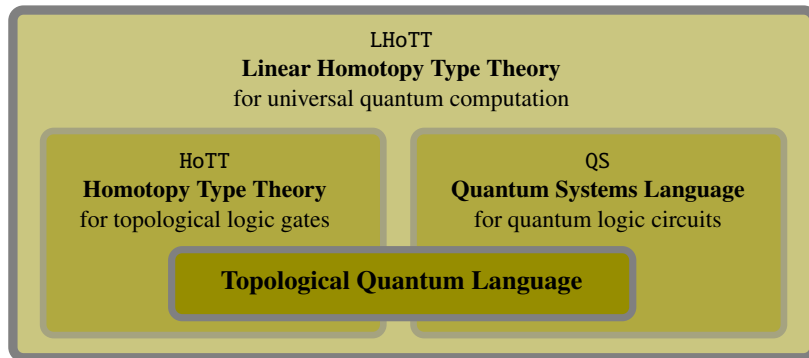 LHoTT
Linear Homotopy Type Theory
for universal quantum computation
HoTT
Homotopy Type Theory
for topological logic gates
QS
Quantum Systems Language
for quantum logic circuits
Topological Quantum Language